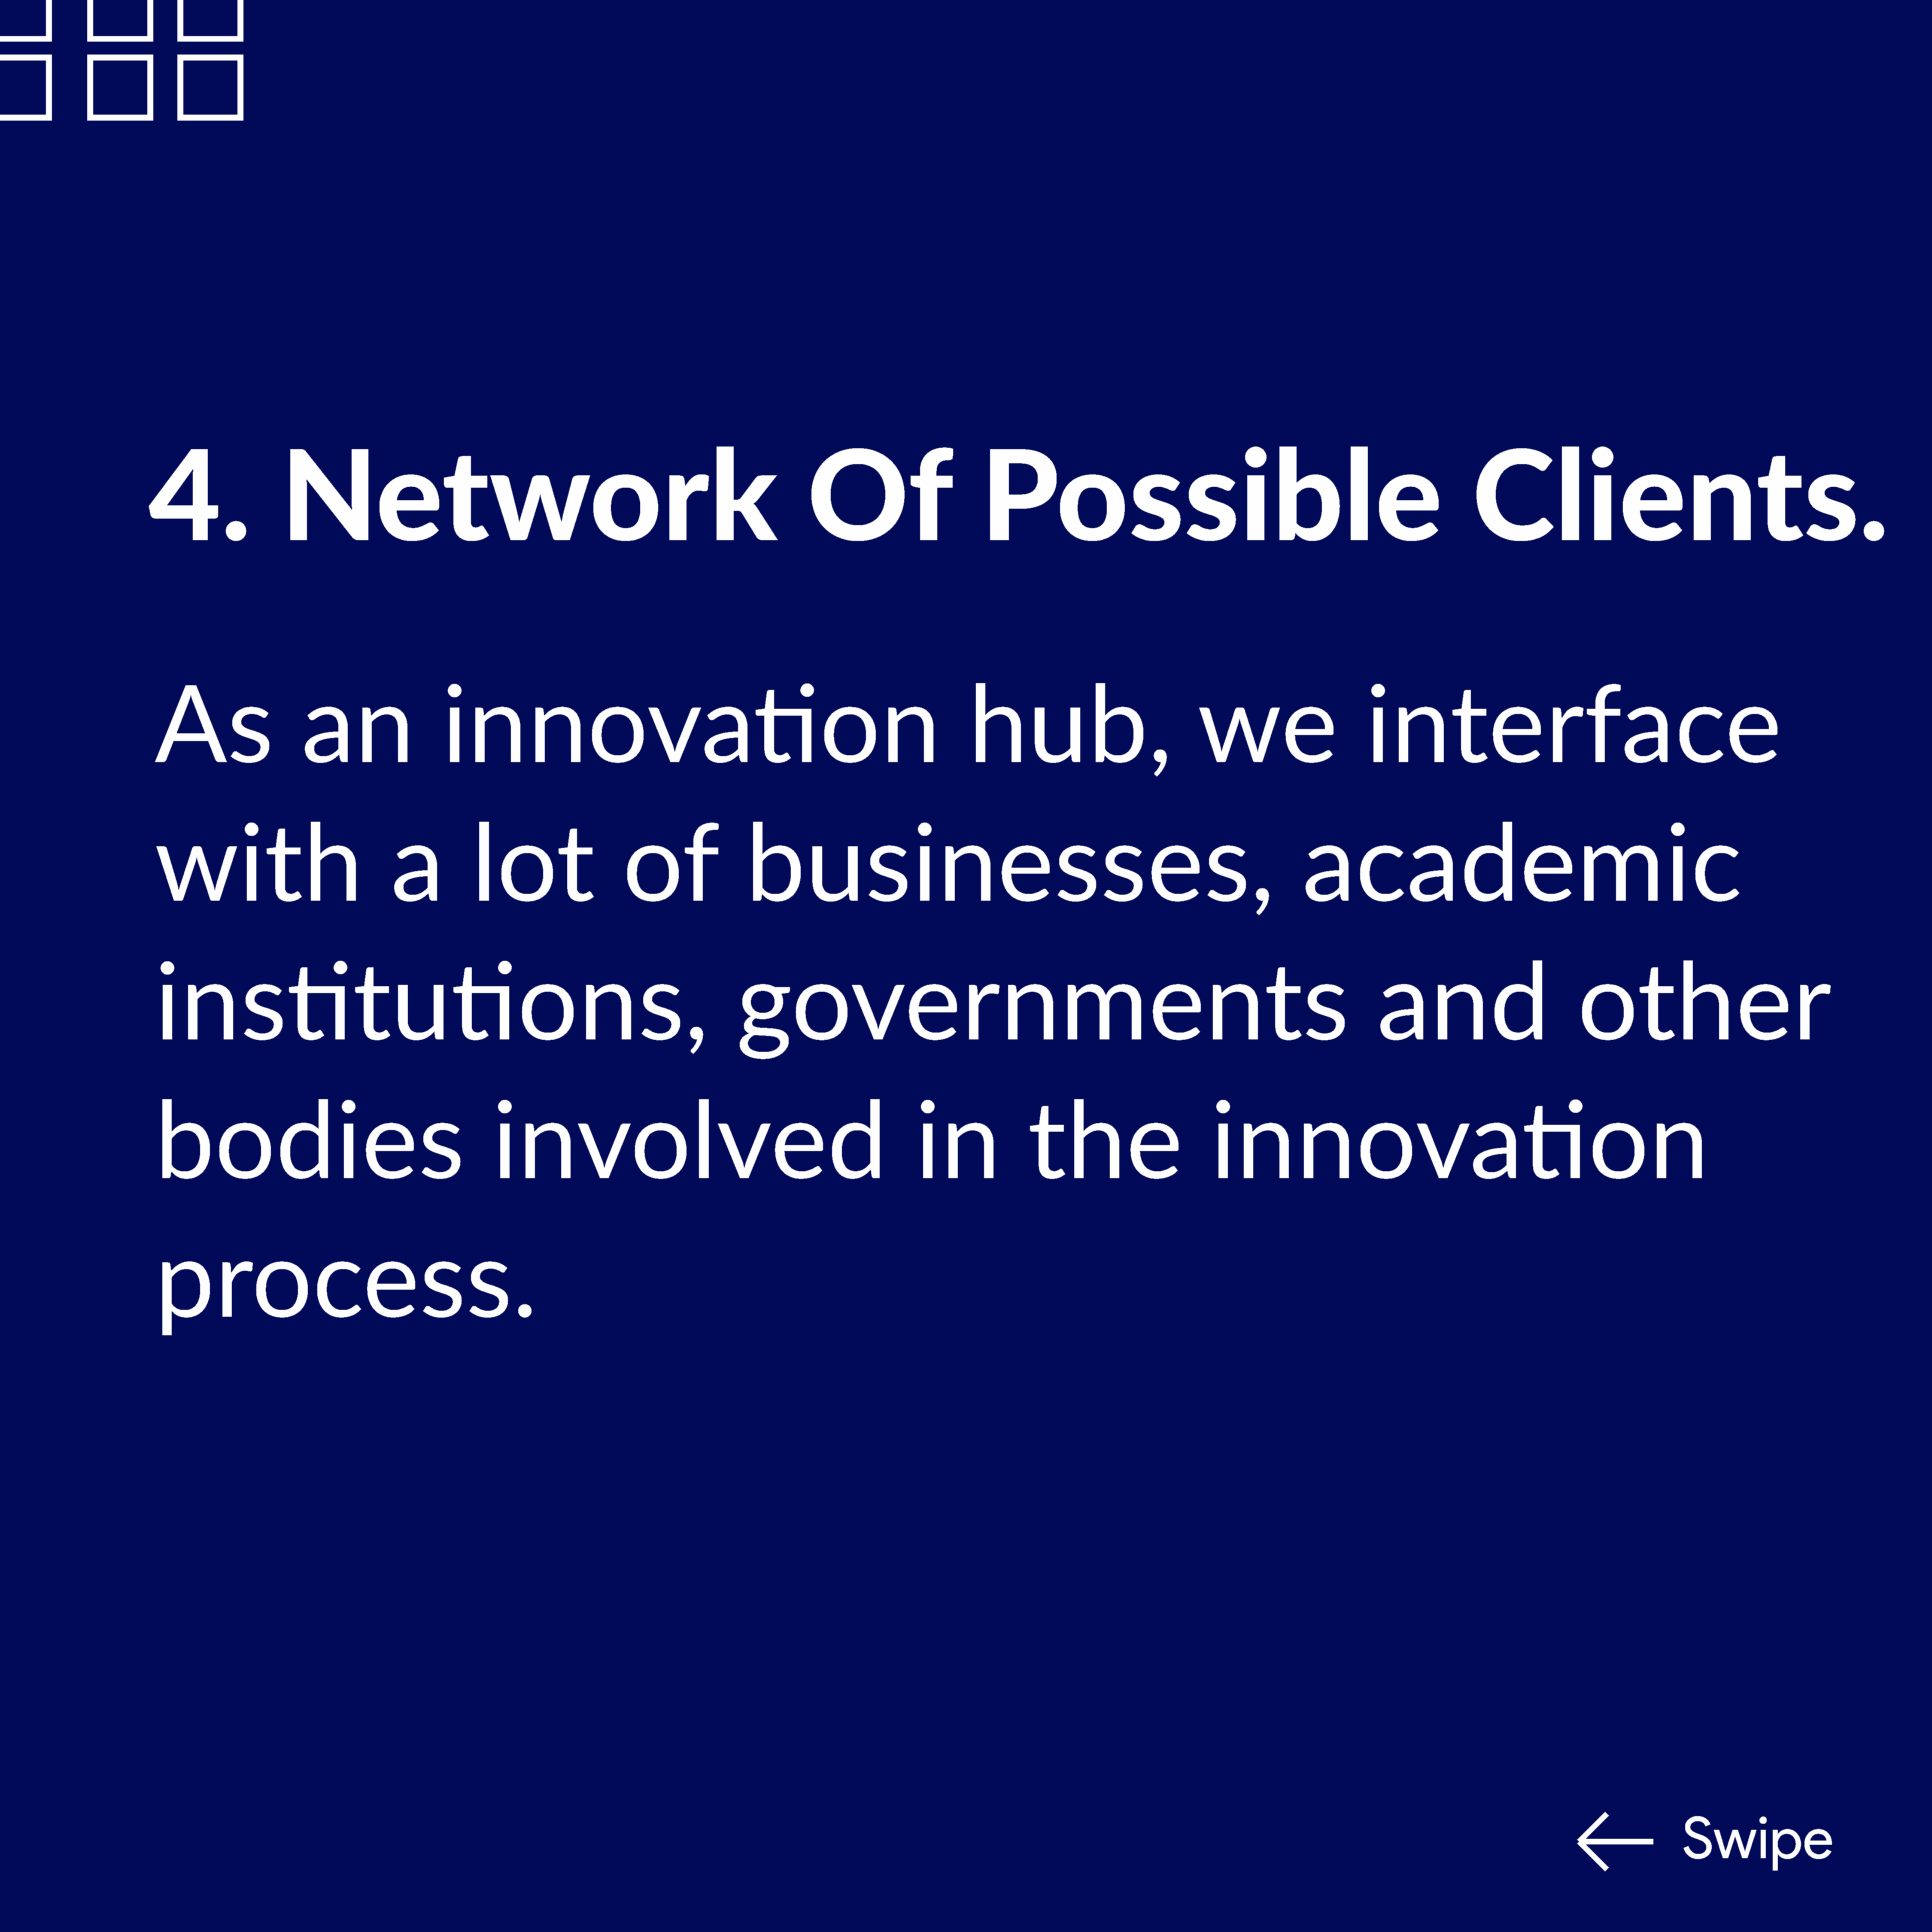 4. Network Of Possible Clients.
As an innovation hub, we interface
with a lot of businesses, academic
institutions, governments and other
bodies involved in the innovation
process.
Swipe